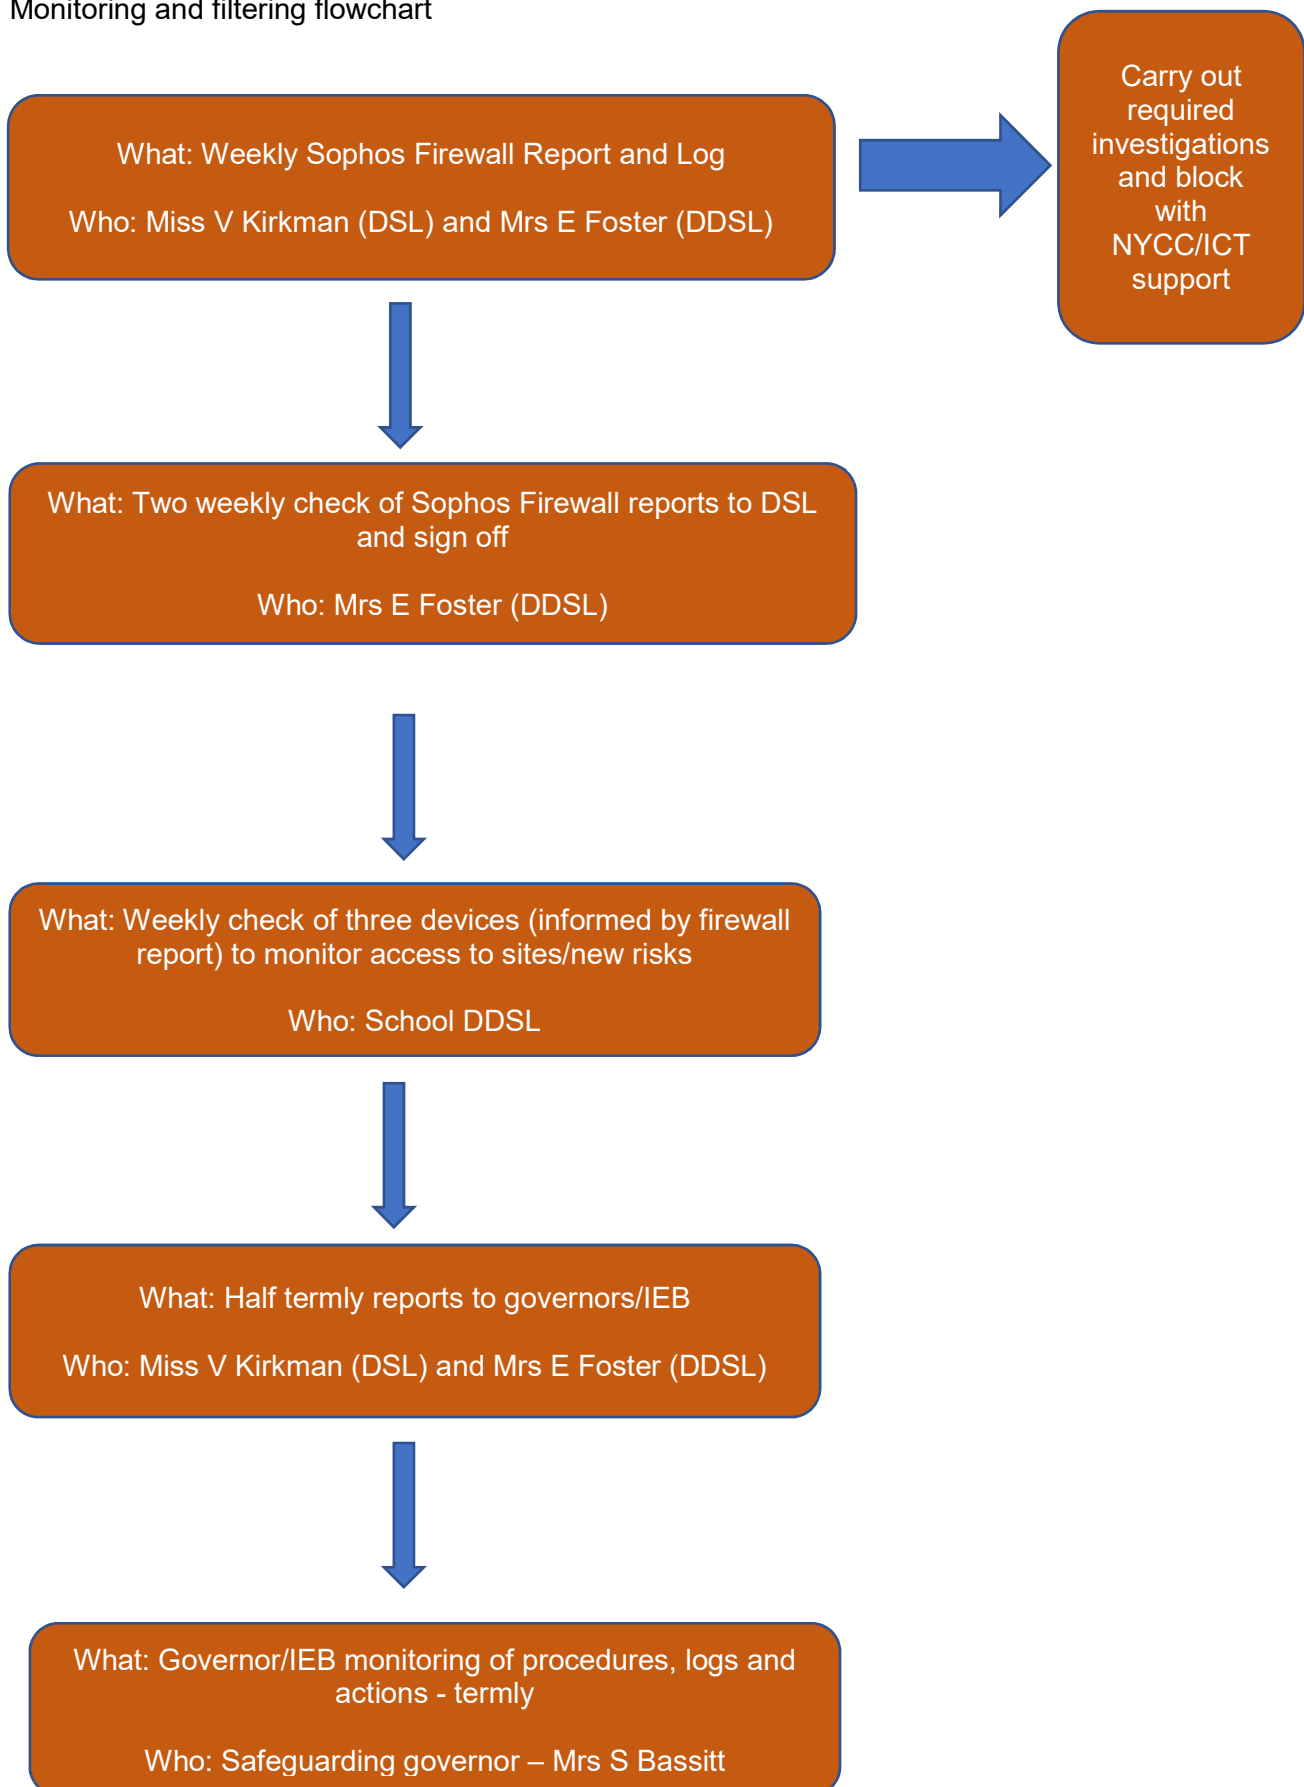 Monitoring and filtering flowchart
What: Weekly Sophos Firewall Report and Log
Who: Miss V Kirkman (DSL) and Mrs E Foster (DDSL)
Carry out
required
investigations
and block
with
NYCC/ICT
support
What: Two weekly check of Sophos Firewall reports to DSL
and sign off
Who: Mrs E Foster (DDSL)
What: Weekly check of three devices (informed by firewall
report) to monitor access to sites/new risks
Who: School DDSL
What: Half termly reports to governors/IEB
Who: Miss V Kirkman (DSL) and Mrs E Foster (DDSL)
What: Governor/IEB monitoring of procedures, logs and
actions - termly
Who: Safeguarding governor – Mrs S Bassitt